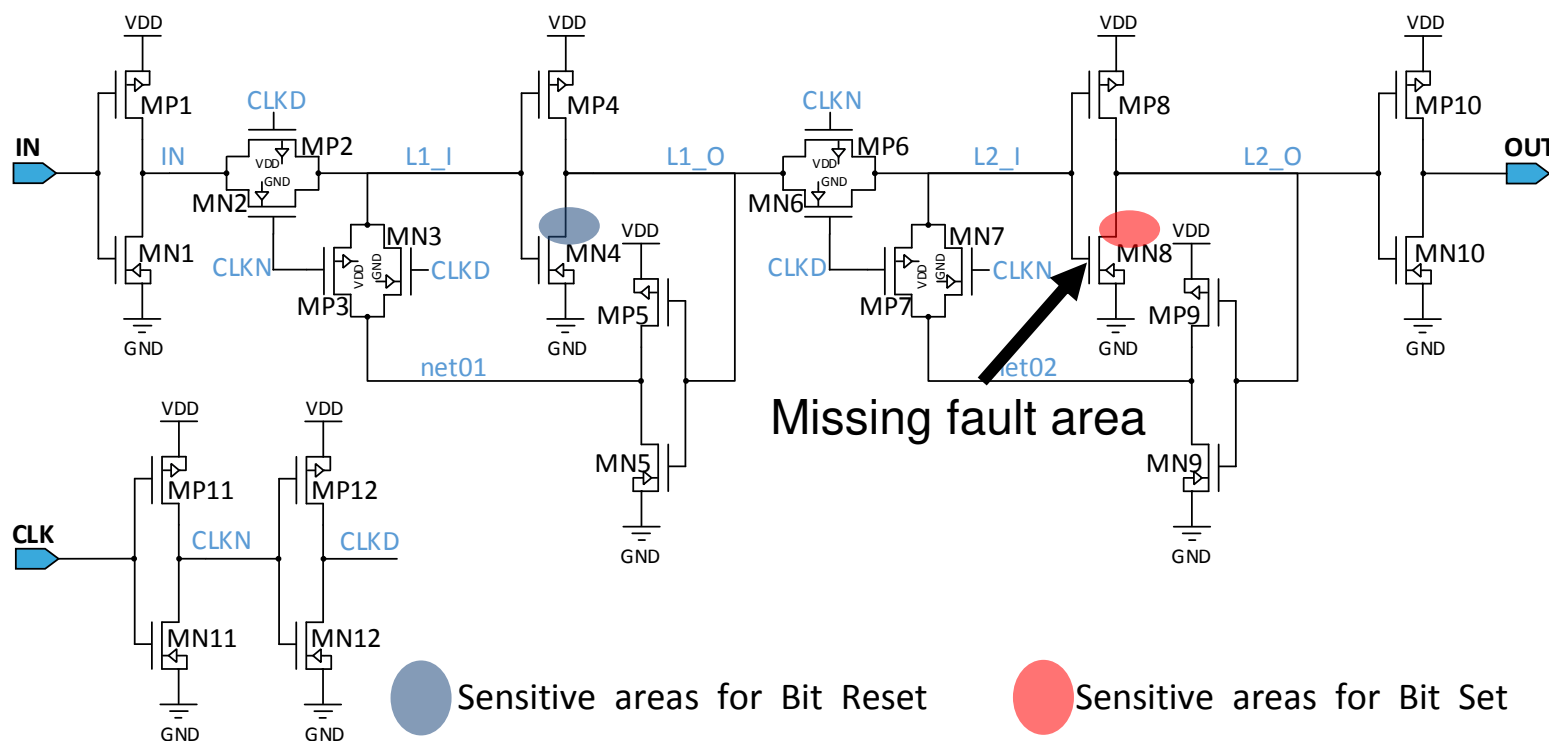 VDD
VDD
VDD
VDD
MP1
MP4
MP8
MP10
CLKD
CLKN
IN
IN
MP2
VDD
GND
MN2
L1_I
L1_O
MP6
VDD
GND
MN6
L2_I
L2_O
OUT
MN1
CLKN
MN3
VDD
GND
MP3
CLKD
MN4
VDD
CLKD
MN7
VDD
GND
MP7
CLKN
MN8
VDD
MN10
MP5
MP9
GND
GND
GND
GND
net01
et02
Missing fault area
VDD
VDD
MP11
MP12
MN5
MN9
CLK
CLKN
CLKD
GND
GND
MN11
MN12
GND
GND
Sensitive areas for Bit Reset
Sensitive areas for Bit Set